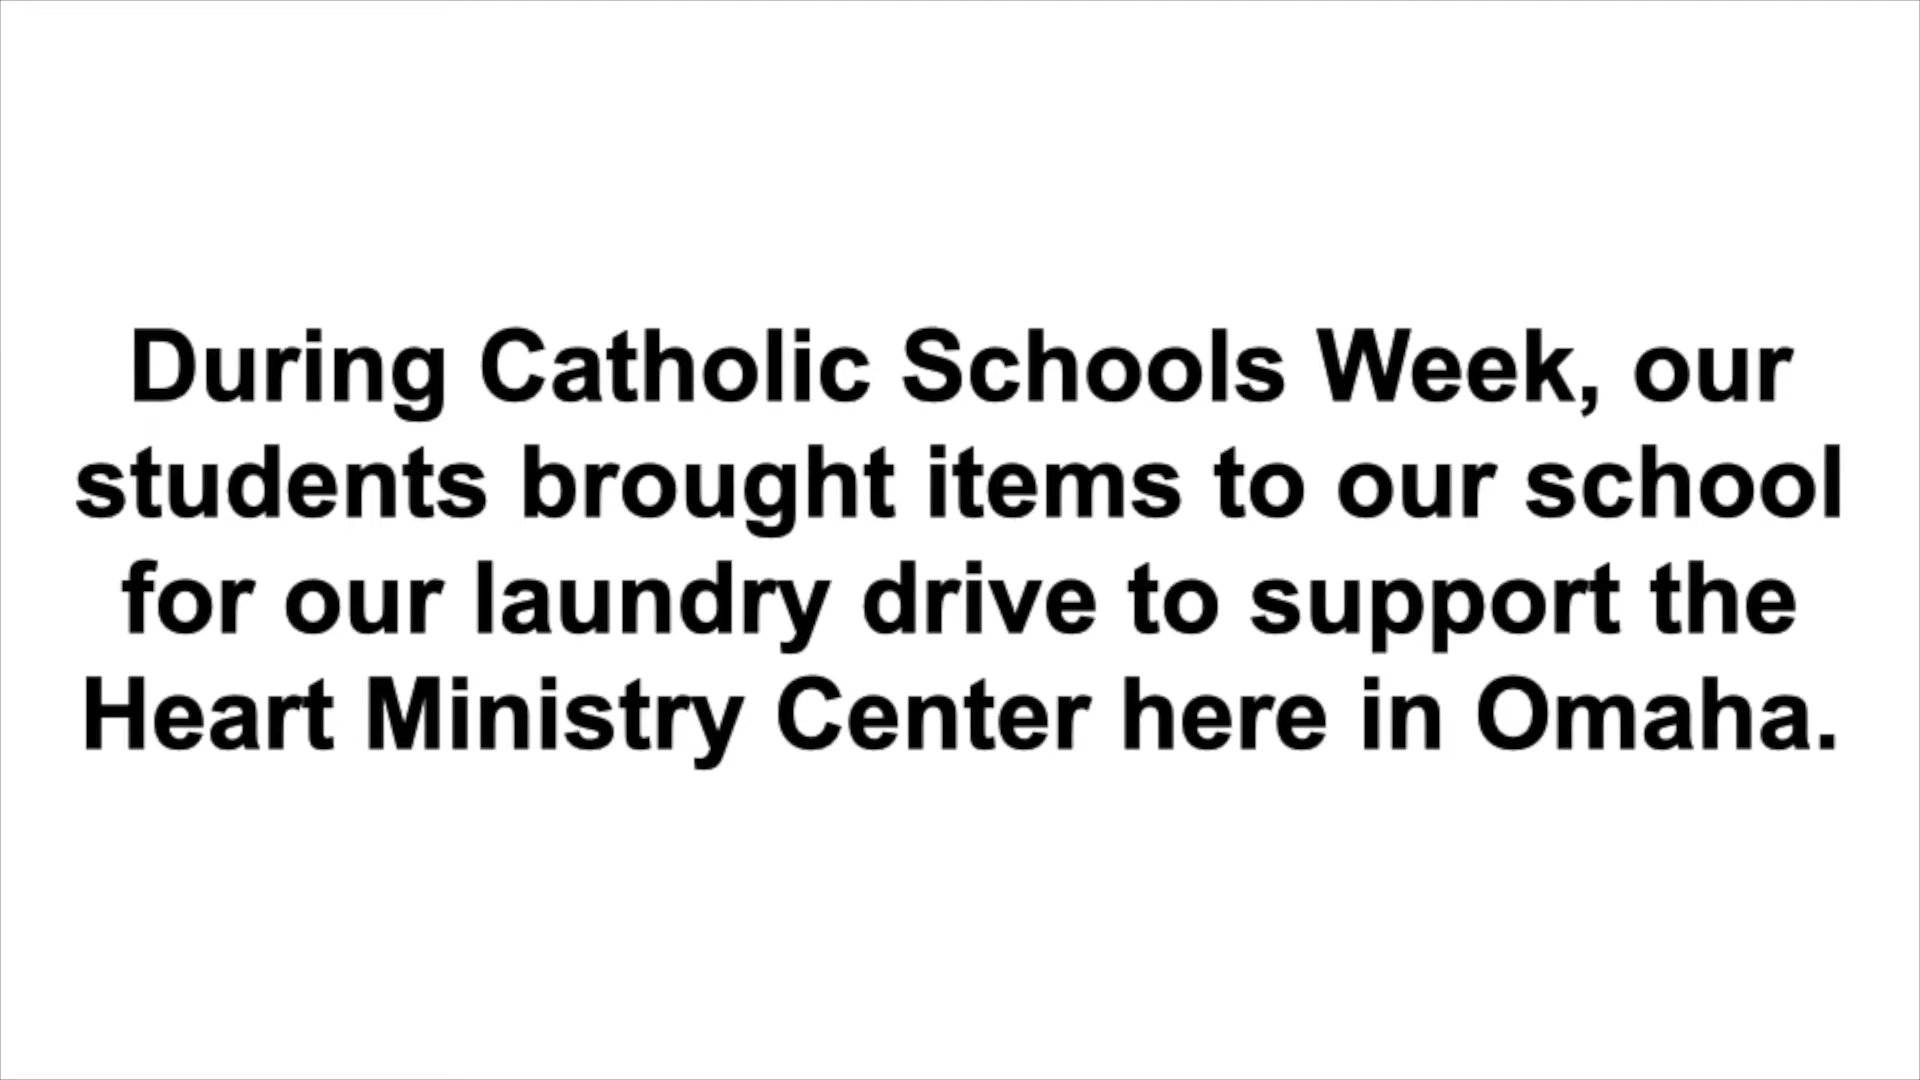 During Catholic Schools Week, our
students brought items to our school
for our laundry drive to support the
Heart Ministry Center here in Omaha.